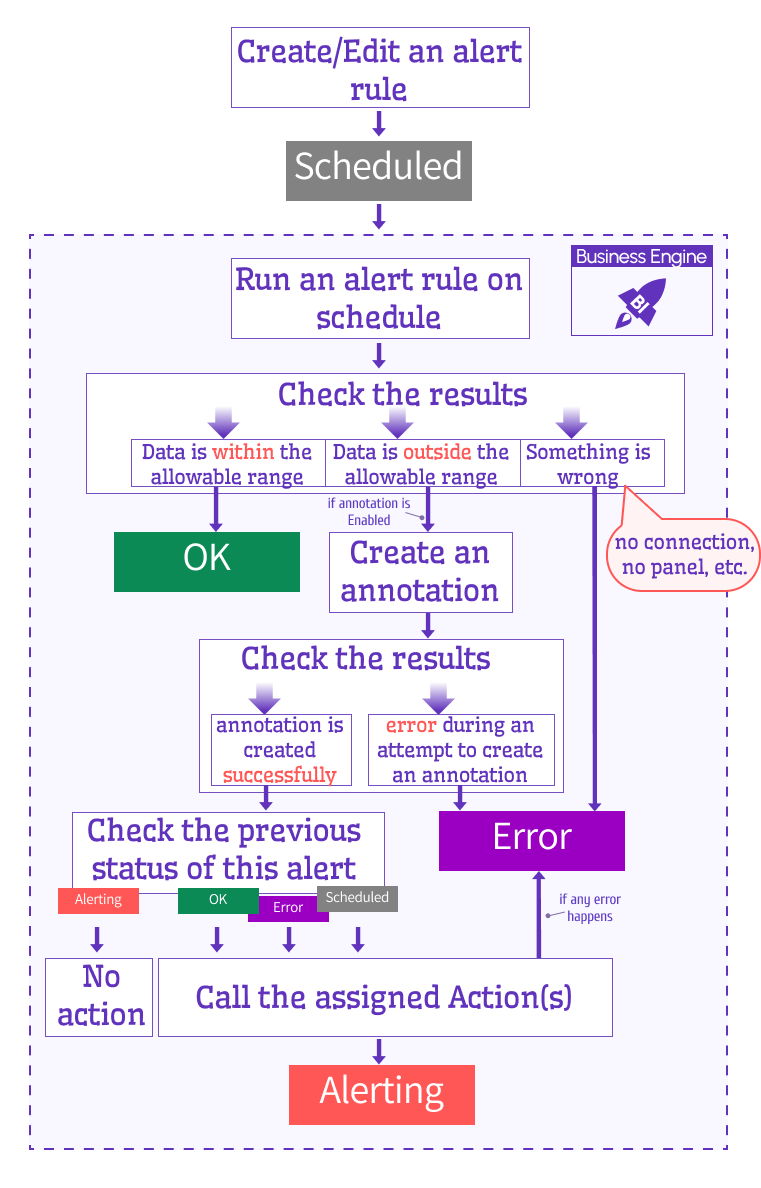 Create/Edit an alert
rule
Scheduled
Business Engine
BI
Run an alert rule on
schedule
Check the results
Data is within the
allowable range
Data is outside the
allowable range
Something is
wrong
if annotation is
Enabled
no connection,
no panel, etc.
OK
Create an
annotation
Check the results
annotation is
created
successfully
error during an
attempt to create
an annotation
Check the previous
status of this alert
Error
Alerting
OK
Error
Scheduled
if any error
happens
No
action
Call the assigned Action(s)
Alerting